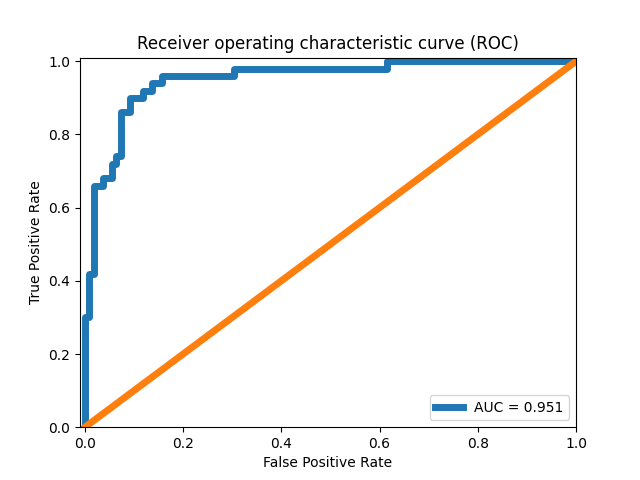 Receiver operating characteristic curve (ROC)
1.0
0.8
0.6
0.4
0.2
0.0
True Positive Rate
AUC = 0.951
0.0 0.2 0.4 0.6 0.8 1.0
False Positive Rate